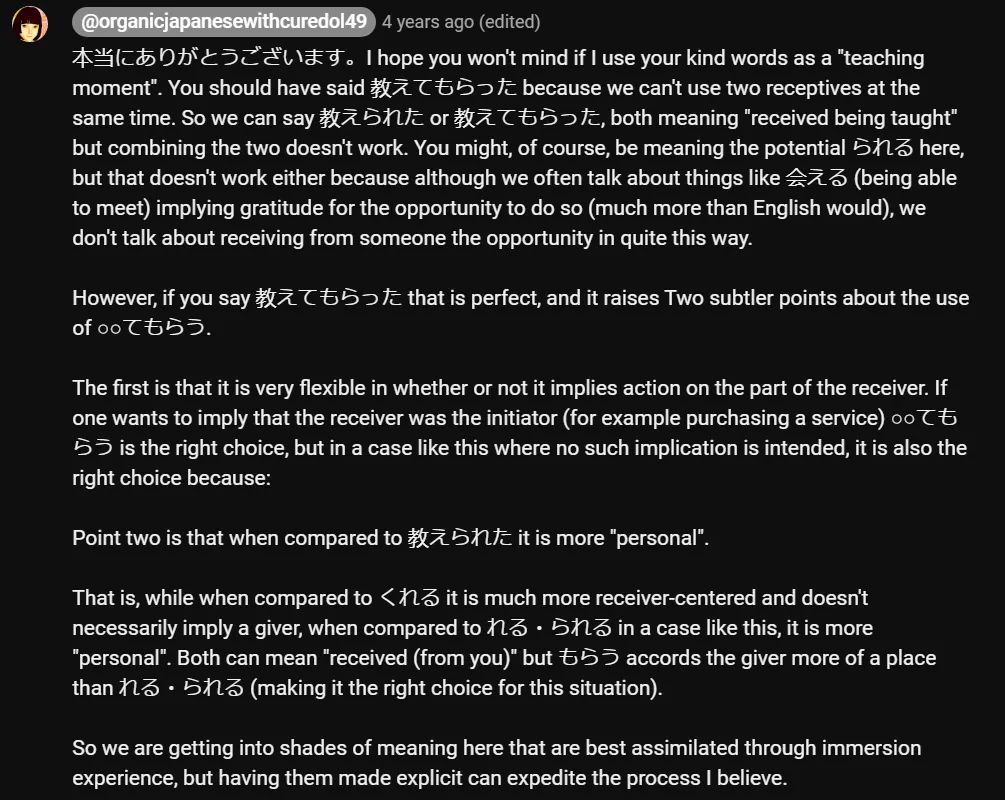 @organicjapanesewithcuredol49 4 years ago (edited)
本当にありがとうございます。I hope you won't mind if I use your kind words as a "teaching
moment". You should have said 教えてもらった because we can't use two receptives at the
same time. So we can say 教えられた or 教えてもらった, both meaning "received being taught"
but combining the two doesn't work. You might, of course, be meaning the potential られる here,
but that doesn't work either because although we often talk about things like 会える (being able
to meet) implying gratitude for the opportunity to do so (much more than English would), we
don't talk about receiving from someone the opportunity in quite this way.
However, if you say 教えてもらった that is perfect, and it raises Two subtler points about the use
of ○○てもらう.
The first is that it is very flexible in whether or not it implies action on the part of the receiver. If
one wants to imply that the receiver was the initiator (for example purchasing a service) ○○ても
らう is the right choice, but in a case like this where no such implication is intended, it is also the
right choice because:
Point two is that when compared to 教えられた it is more "personal".
That is, while when compared to くれる it is much more receiver-centered and doesn't
necessarily imply a giver, when compared to れる・られる in a case like this, it is more
"personal". Both can mean "received (from you)" but もらう accords the giver more of a place
than れる・られる (making it the right choice for this situation).
So we are getting into shades of meaning here that are best assimilated through immersion
experience, but having them made explicit can expedite the process I believe.